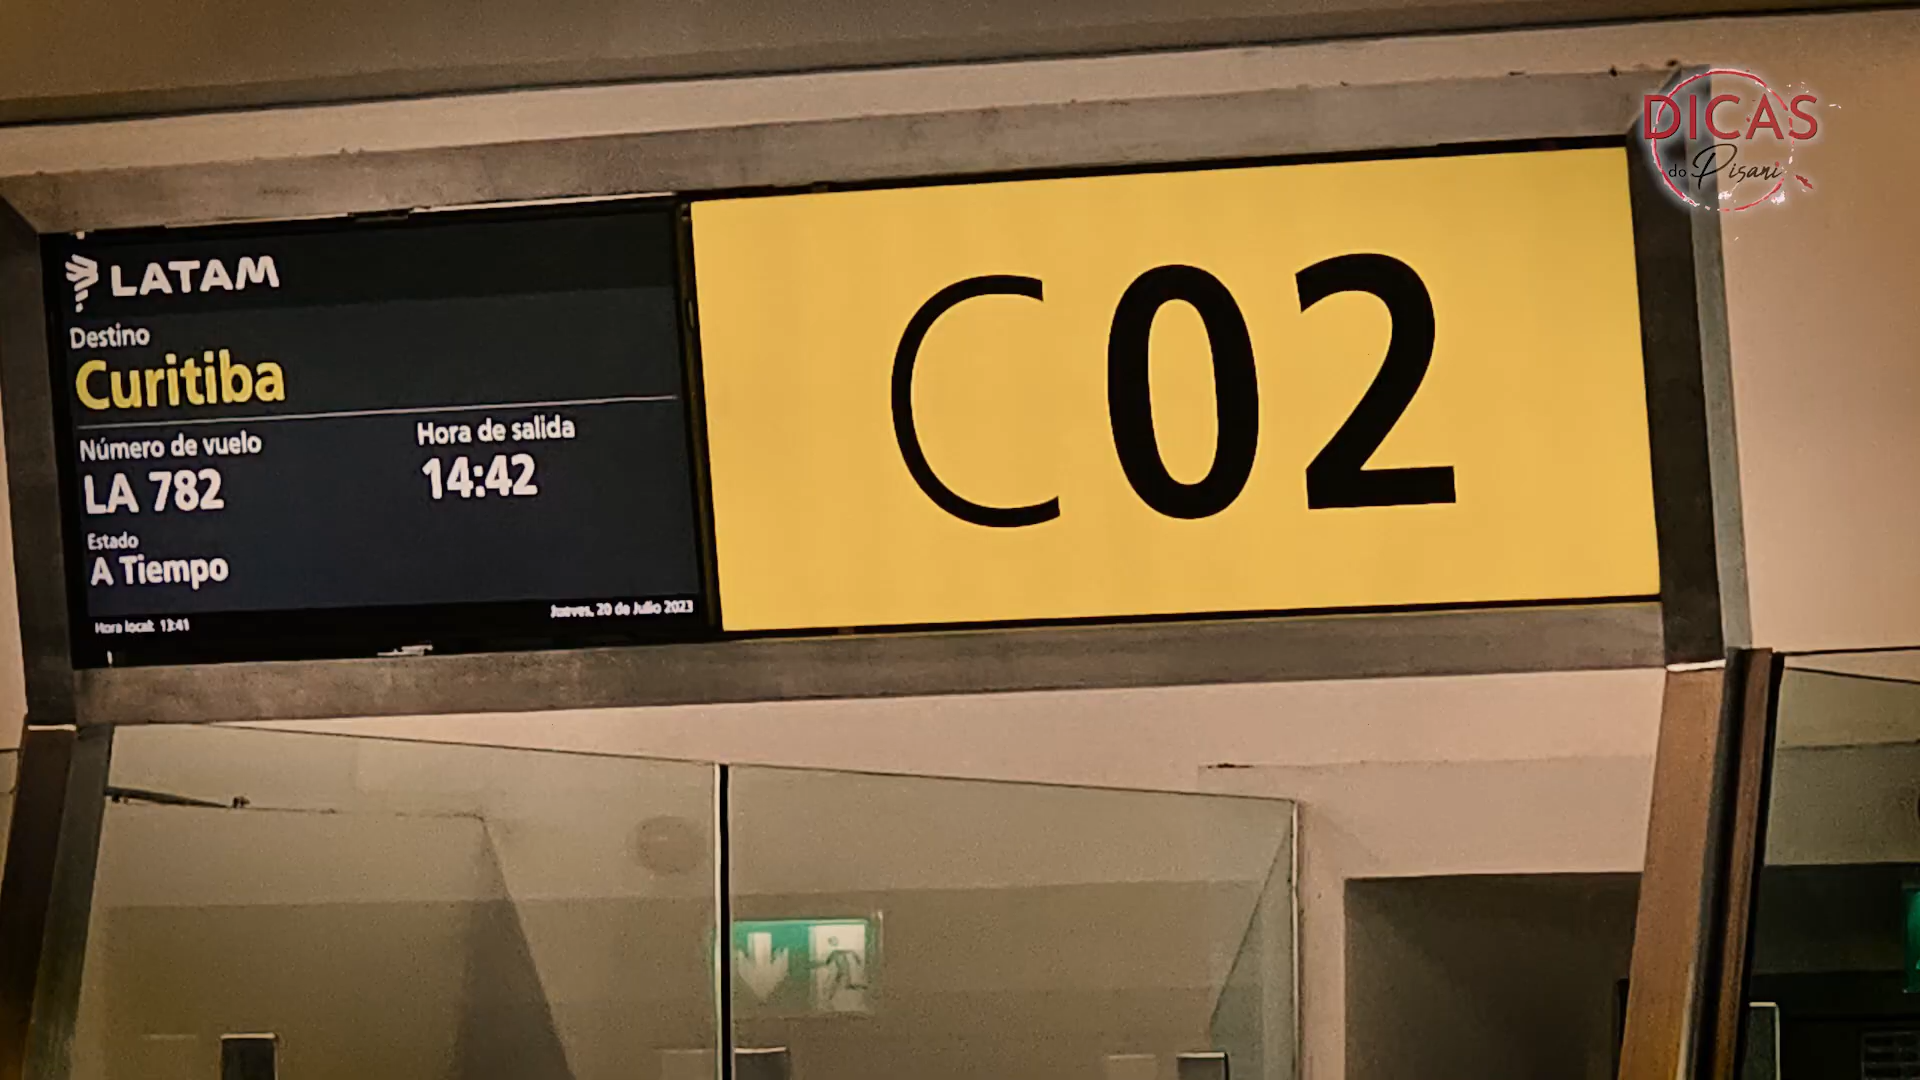 LATAM
Destino
Curitiba
Número de vuelo
LA 782
Hora de salida
14:42
Estado
A Tiempo
Hora local: 13:41
Jueves, 20 de Julio 2023
C02
DICAS
do Pisani